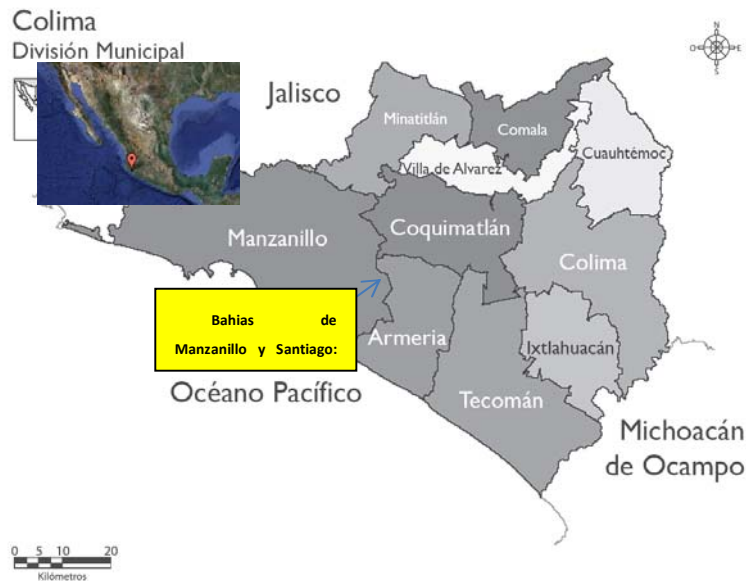 Colima
División Municipal
Jalisco
O
N
E
S
Minatitlán
Comala
Cuauhtémoc
Villa de Alvarez
Manzanillo
Coquimatlán
Colima
Bahias de
Manzanillo y Santiago:
Armeria
Ixtlahuacán
Océano Pacífico
Tecomán
Michoacán
de Ocampo
0 5 10 20
Kilómetros